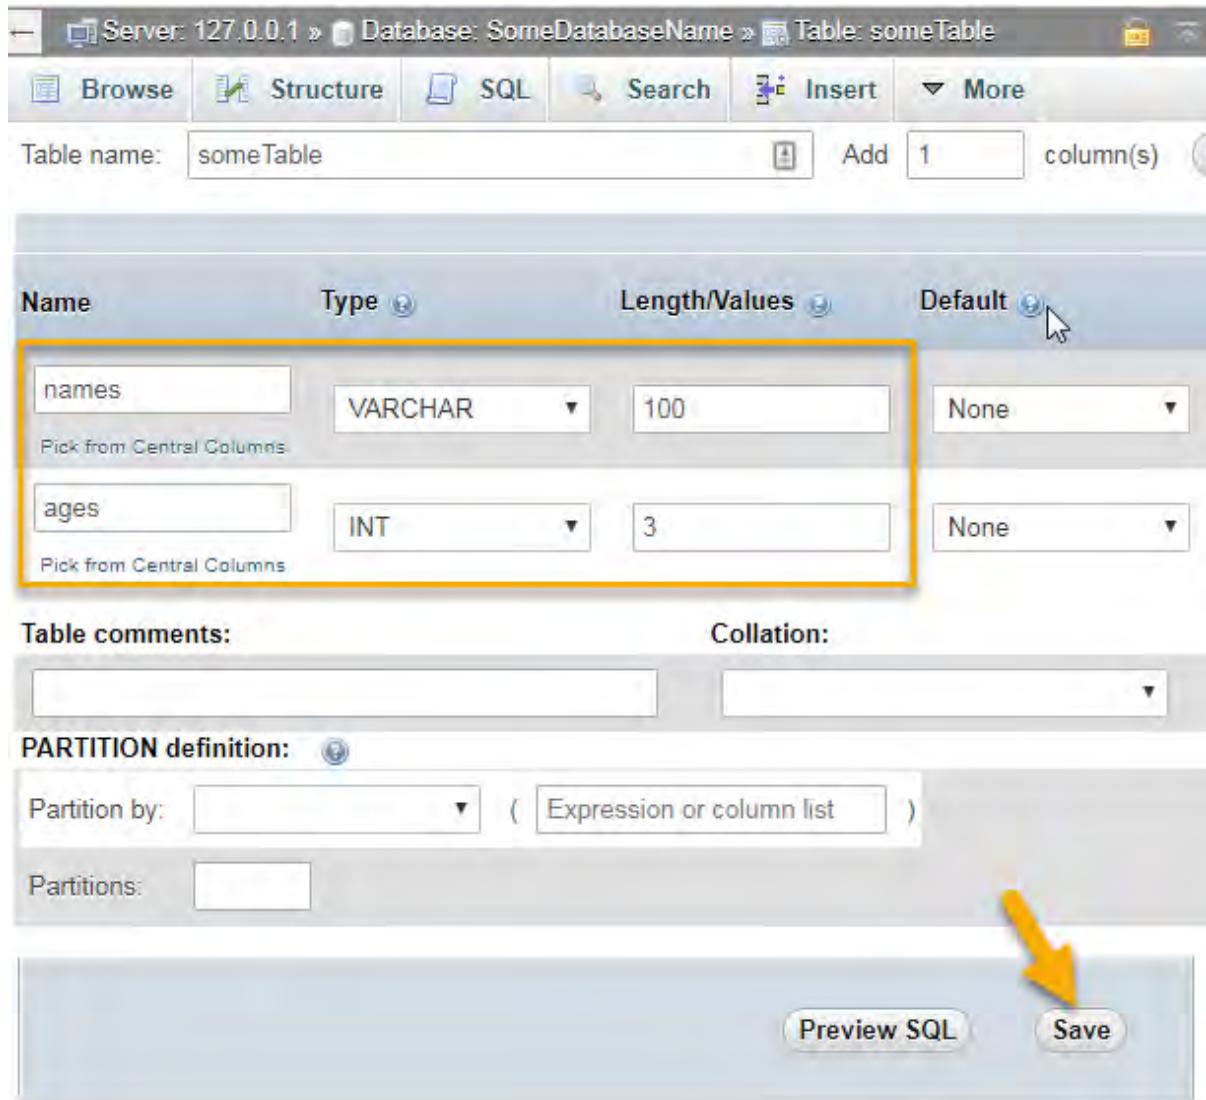 Server: 127.0.0.1 » Database: SomeDatabaseName » Table: someTable
Browse Structure SQL Search Insert More
Table name: someTable Add 1 column(s)
Name Type Length/Values Default
names VARCHAR 100 None
Pick from Central Columns
ages INT 3 None
Pick from Central Columns
Table comments: Collation:
PARTITION definition:
Partition by: ( Expression or column list )
Partitions:
Preview SQL Save